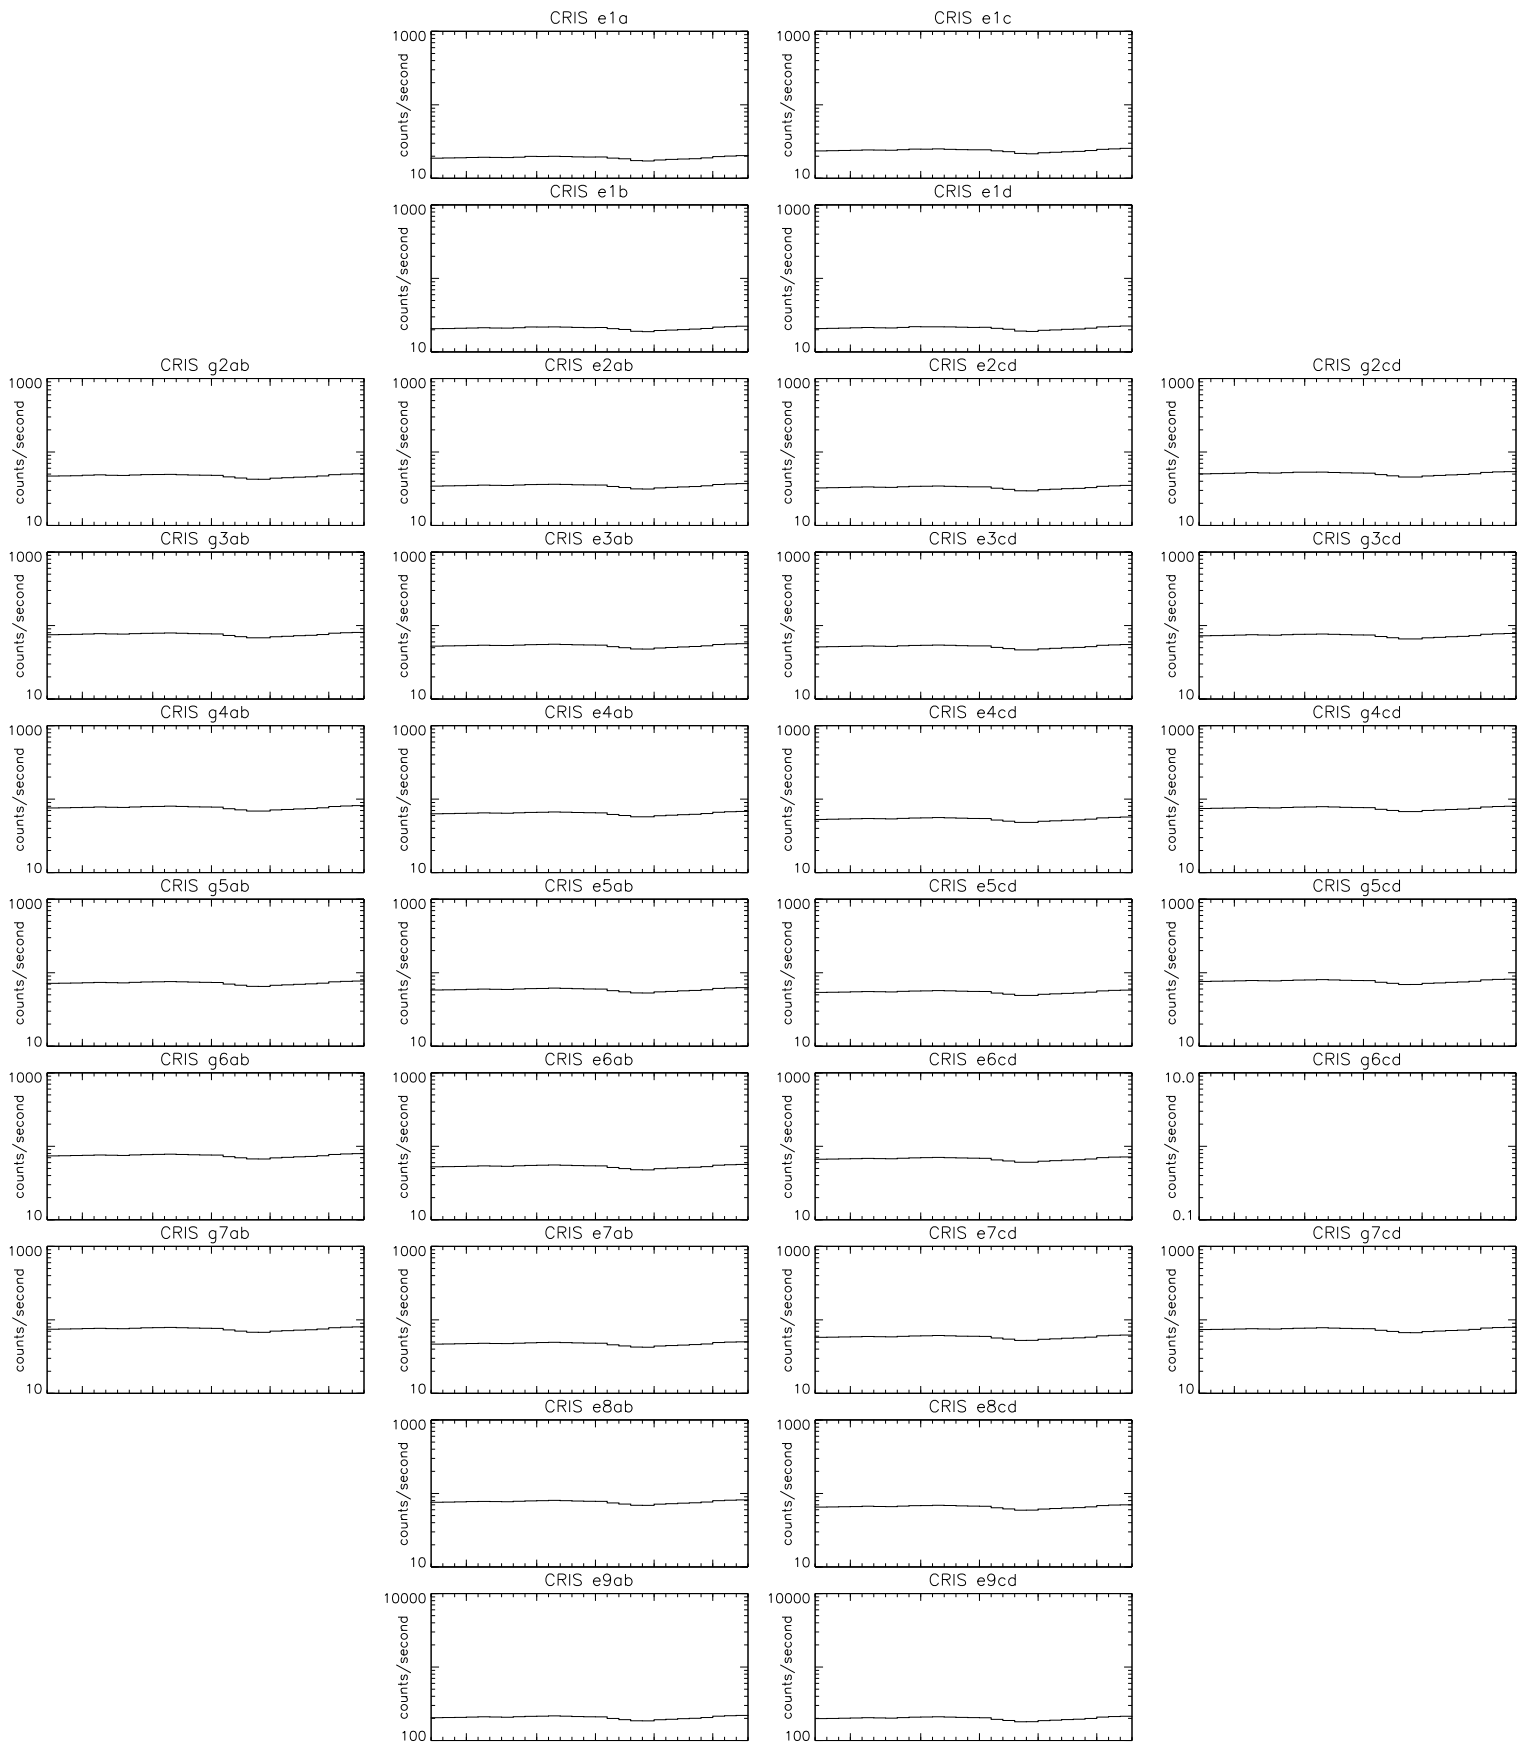 CRIS e1a
CRIS e1c
1000
counts/second
10
1000
counts/second
10
CRIS e1b
CRIS e1d
1000
counts/second
10
1000
counts/second
10
CRIS g2ab
CRIS e2ab
CRIS e2cd
CRIS g2cd
1000
counts/second
10
1000
counts/second
10
1000
counts/second
10
1000
counts/second
10
CRIS g3ab
CRIS e3ab
CRIS e3cd
CRIS g3cd
1000
counts/second
10
1000
counts/second
10
1000
counts/second
10
1000
counts/second
10
CRIS g4ab
CRIS e4ab
CRIS e4cd
CRIS g4cd
1000
counts/second
10
1000
counts/second
10
1000
counts/second
10
1000
counts/second
10
CRIS g5ab
CRIS e5ab
CRIS e5cd
CRIS g5cd
1000
counts/second
10
1000
counts/second
10
1000
counts/second
10
1000
counts/second
10
CRIS g6ab
CRIS e6ab
CRIS e6cd
CRIS g6cd
1000
counts/second
10
1000
counts/second
10
1000
counts/second
10
10.0
counts/second
0.1
CRIS g7ab
CRIS e7ab
CRIS e7cd
CRIS g7cd
1000
counts/second
10
1000
counts/second
10
1000
counts/second
10
1000
counts/second
10
CRIS e8ab
CRIS e8cd
1000
counts/second
10
1000
counts/second
10
CRIS e9ab
CRIS e9cd
10000
counts/second
100
10000
counts/second
100